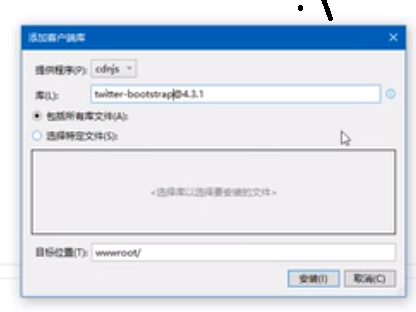 添加客户端库
提供程序(P): cdnjs
库(L): twitter-bootstrap@4.3.1
包括所有库文件(A):
选择特定文件(S):
<选择库以选择要安装的文件>
目标位置(T): wwwroot/
安装(I) 取消(C)